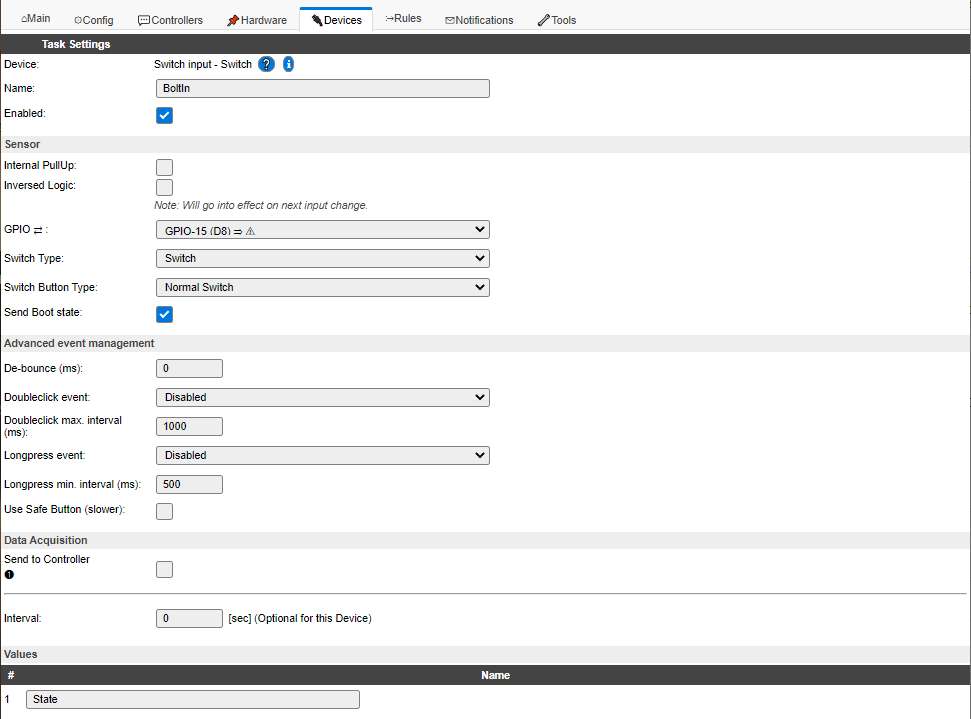 ⌂Main
⊙Config
Controllers
Hardware
Devices
⇢Rules
✉Notifications
Tools
Task Settings
Device: Switch input - Switch ? i
Name: BoltIn
Enabled:
Sensor
Internal PullUp:
Inversed Logic:
Note: Will go into effect on next input change.
GPIO ⇄ : GPIO-15 (D8) ⇒ ⚠
Switch Type: Switch
Switch Button Type: Normal Switch
Send Boot state:
Advanced event management
De-bounce (ms): 0
Doubleclick event: Disabled
Doubleclick max. interval
(ms): 1000
Longpress event: Disabled
Longpress min. interval (ms): 500
Use Safe Button (slower):
Data Acquisition
Send to Controller
❶
Interval: 0 [sec] (Optional for this Device)
Values
# Name
1 State